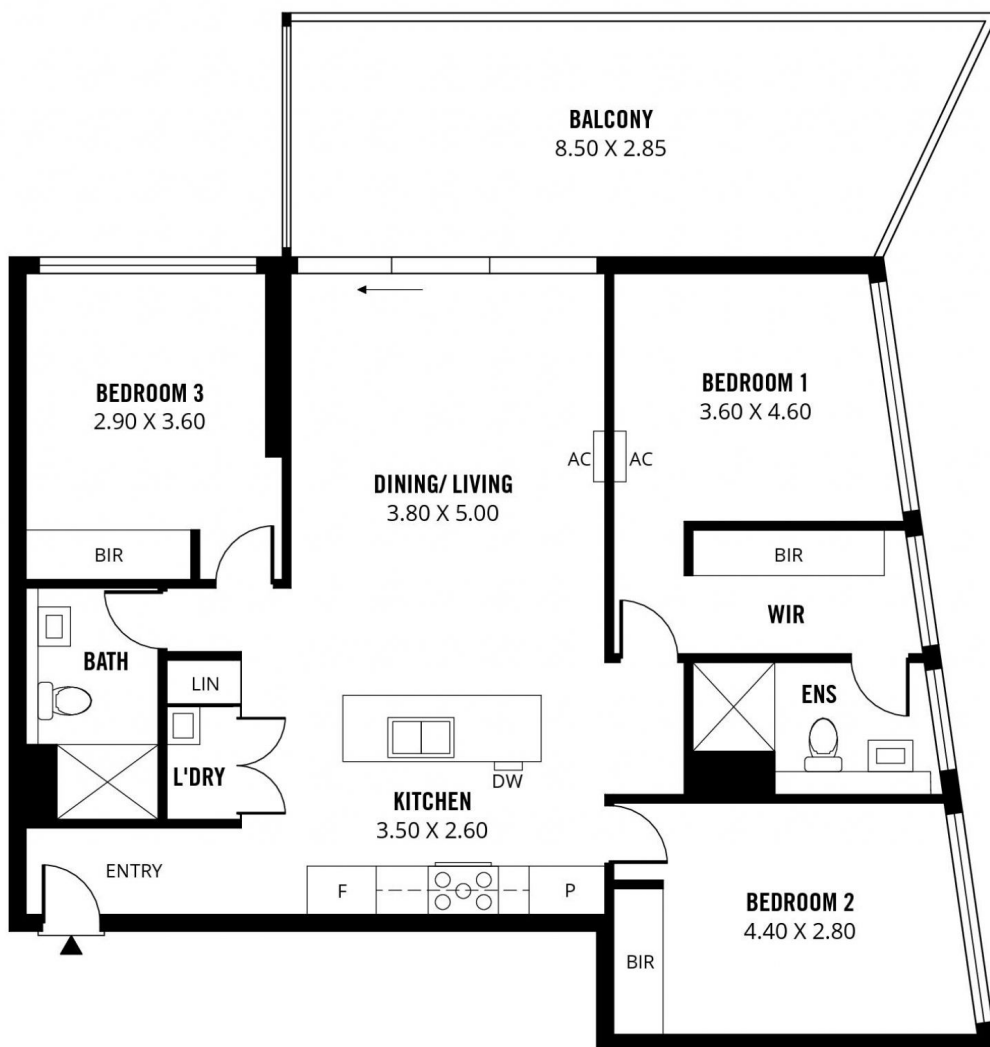 BALCONY
8.50 X 2.85
BEDROOM 3
2.90 X 3.60
BEDROOM 1
3.60 X 4.60
AC
AC
DINING/ LIVING
3.80 X 5.00
BIR
BIR
WIR
BATH
LIN
ENS
L'DRY
DW
KITCHEN
3.50 X 2.60
ENTRY
F
P
BEDROOM 2
4.40 X 2.80
BIR